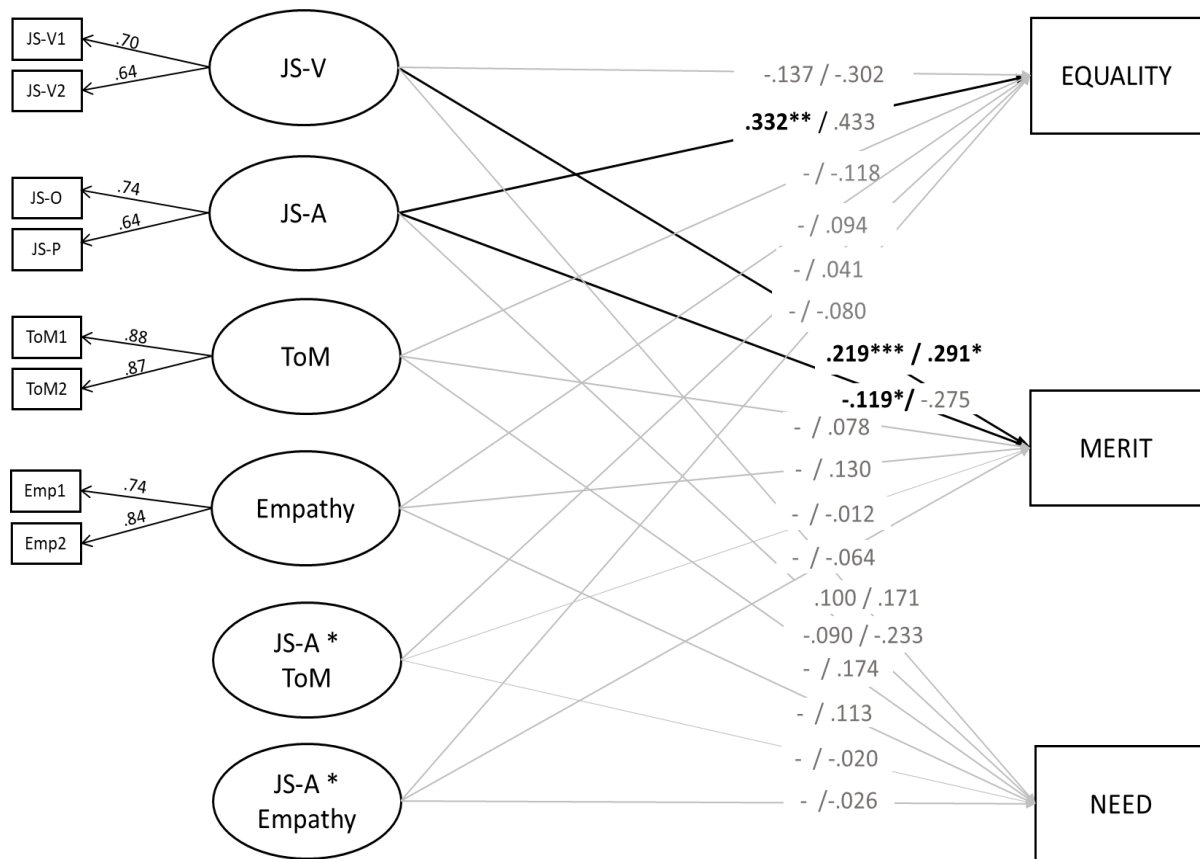 JS-V1
JS-V2
.70
.64
JS-V
-.137 / -.302
EQUALITY
.332** / .433
JS-O
JS-P
.74
.64
JS-A
- / -.118
- / .094
- / .041
- / -.080
ToM1
ToM2
.88
.87
ToM
.219*** / .291*
-.119*/ -.275
- / .078
MERIT
Emp1
Emp2
.74
.84
Empathy
- / .130
- / -.012
- / -.064
.100 / .171
-.090 / -.233
JS-A *
ToM
- / .174
- / .113
- / -.020
- /-.026
JS-A *
Empathy
NEED